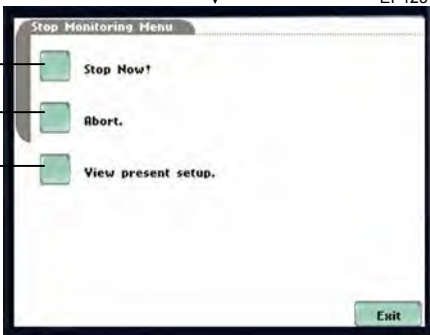 Stop Monitoring Menu
Stop Now!
Abort.
View present setup.
Exit